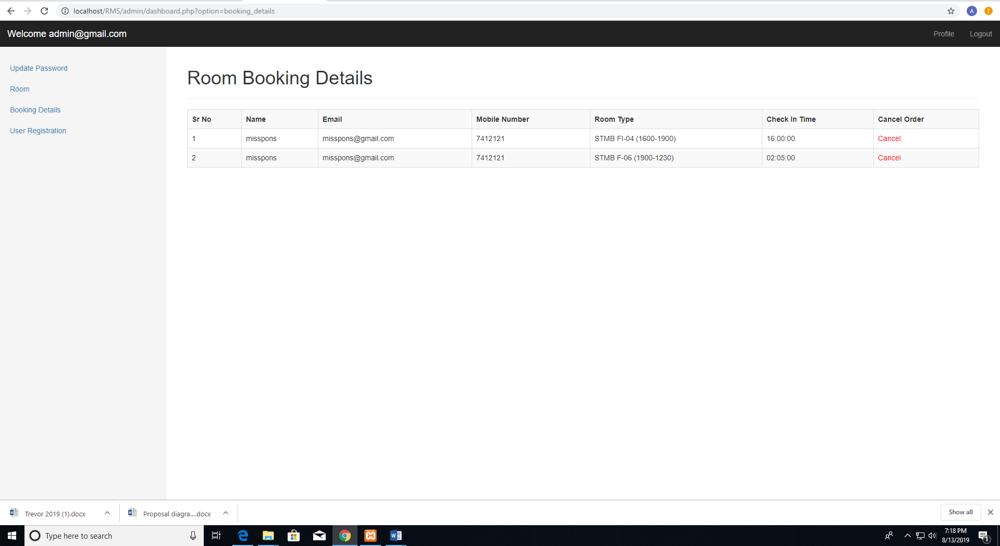 localhost/RMS/admin/dashboard.php?option=booking_details
A
Welcome admin@gmail.com
Profile Logout
Update Password
Room
Booking Details
User Registration
Room Booking Details
Sr No Name Email Mobile Number Room Type Check In Time Cancel Order
1 misspons misspons@gmail.com 7412121 STMB FI-04 (1600-1900) 16:00:00 Cancel
2 misspons misspons@gmail.com 7412121 STMB F-06 (1900-1230) 02:05:00 Cancel
Trevor 2019 (1).docx Proposal diagra....docx Show all
Type here to search
7:18 PM
8/13/2019
1